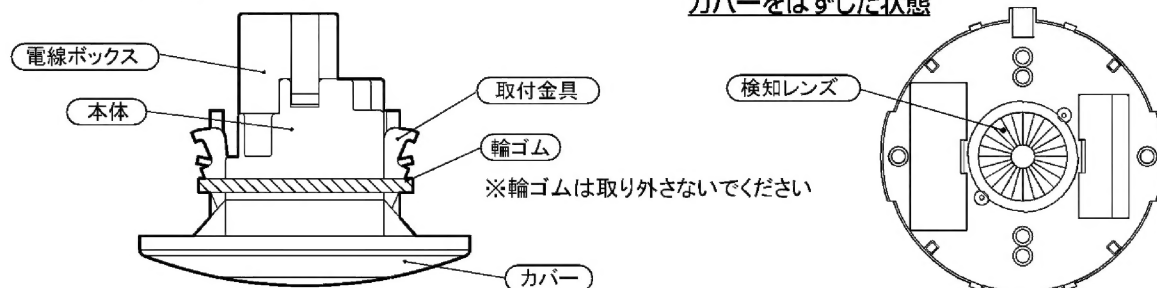 カバーをはずした状態
電線ボックス
本体
取付金具
輪ゴム
※輪ゴムは取り外さないでください
カバー
検知レンズ